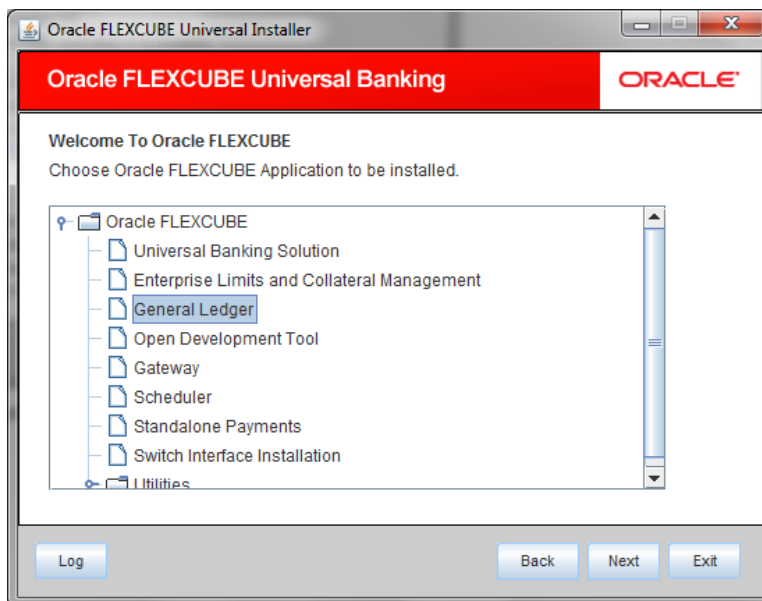 Oracle FLEXCUBE Universal Installer
Oracle FLEXCUBE Universal Banking
ORACLE
Welcome To Oracle FLEXCUBE
Choose Oracle FLEXCUBE Application to be installed.
Oracle FLEXCUBE
Universal Banking Solution
Enterprise Limits and Collateral Management
General Ledger
Open Development Tool
Gateway
Scheduler
Standalone Payments
Switch Interface Installation
Utilities
Log
Back
Next
Exit